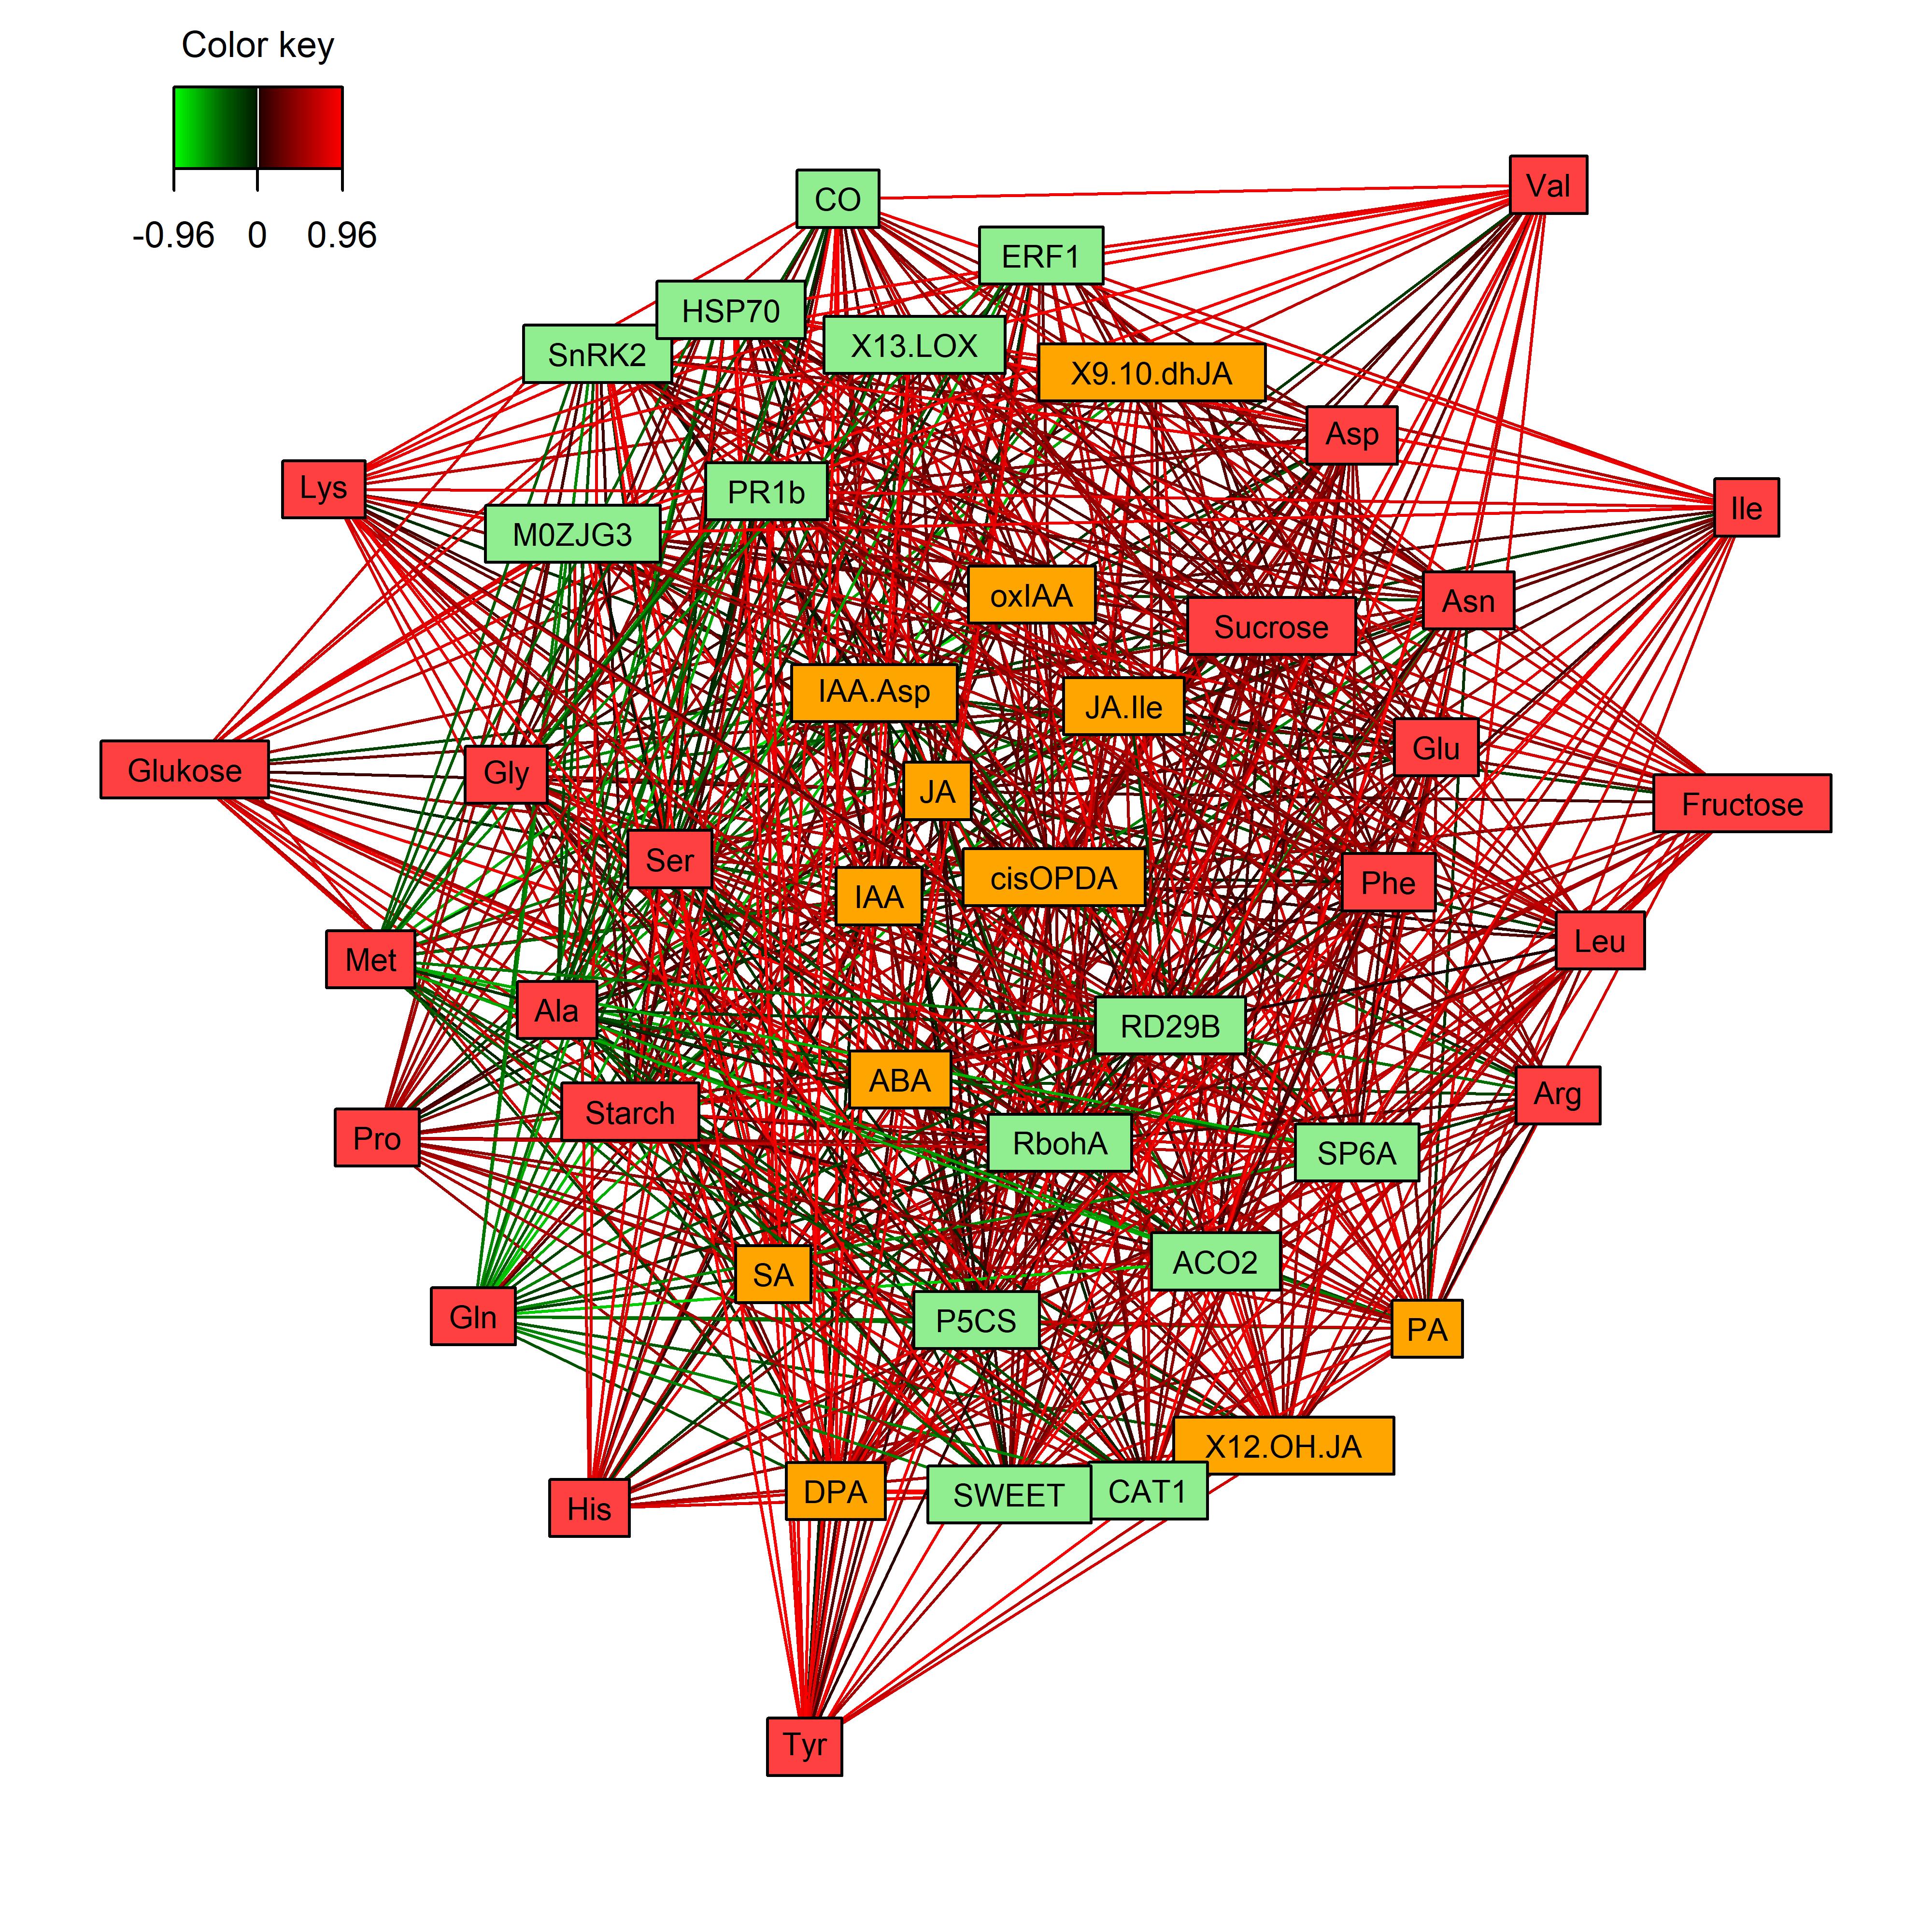 Color key
-0.96 0 0.96
Val
CO
ERF1
HSP70
X13.LOX
SnRK2
X9.10.dhJA
Asp
Lys
PR1b
Ile
M0ZJG3
oxIAA
Asn
Sucrose
IAA.Asp
JA.Ile
Glu
Glukose
Gly
JA
Fructose
Ser
cisOPDA
Phe
IAA
Leu
Met
Ala
RD29B
ABA
Arg
Starch
Pro
RbohA
SP6A
ACO2
SA
Gln
P5CS
PA
X12.OH.JA
DPA
SWEET
CAT1
His
Tyr